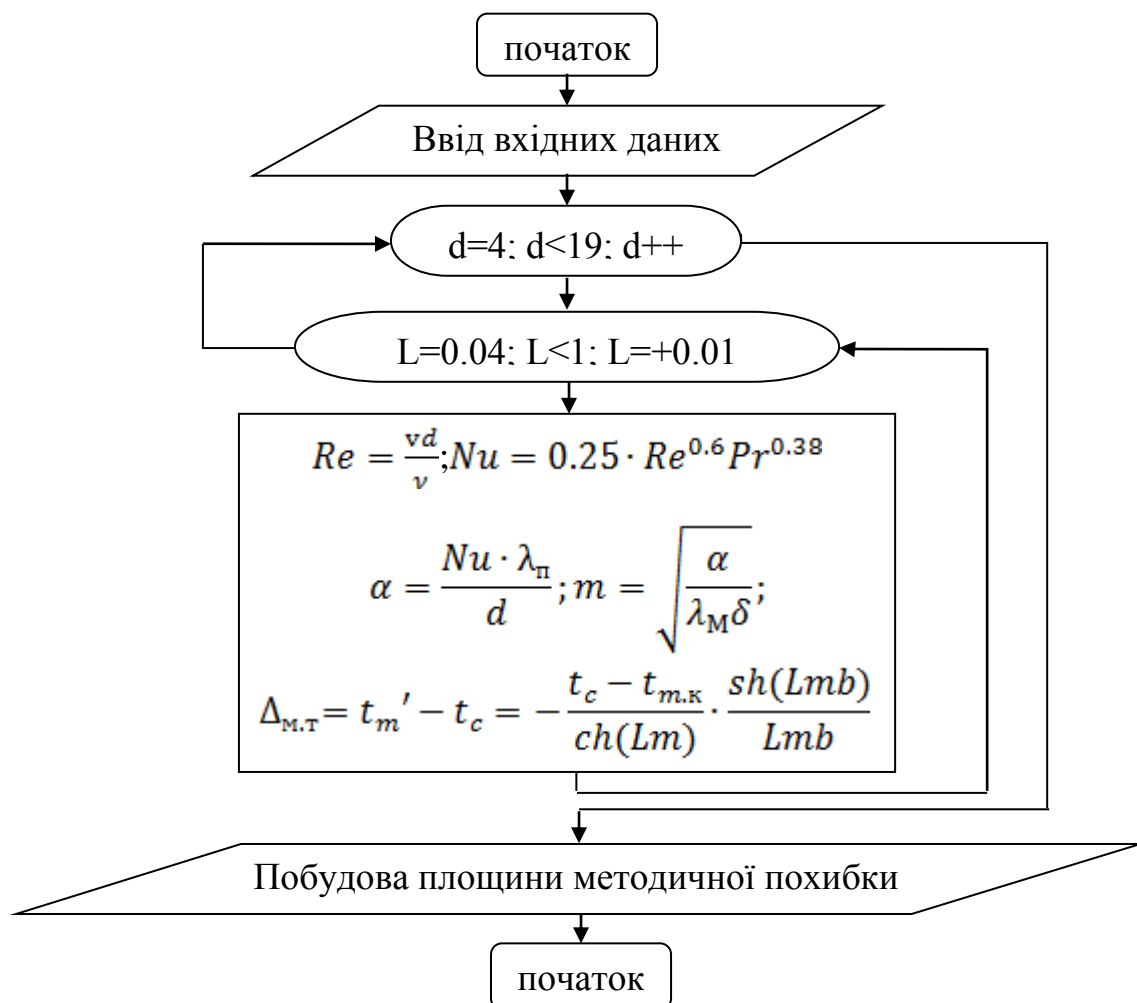 початок
Ввід вхідних даних
d=4; d<19; d++
L=0.04; L<1; L=+0.01
Re = vd/ν; Nu = 0.25 · Re^0.6 Pr^0.38
α = Nu · λп / d; m = √(α / λМδ);
Δм.т = tm′ − tc = − (tc − tm.к) / ch(Lm) · sh(Lmb) / Lmb
Побудова площини методичної похибки
початок